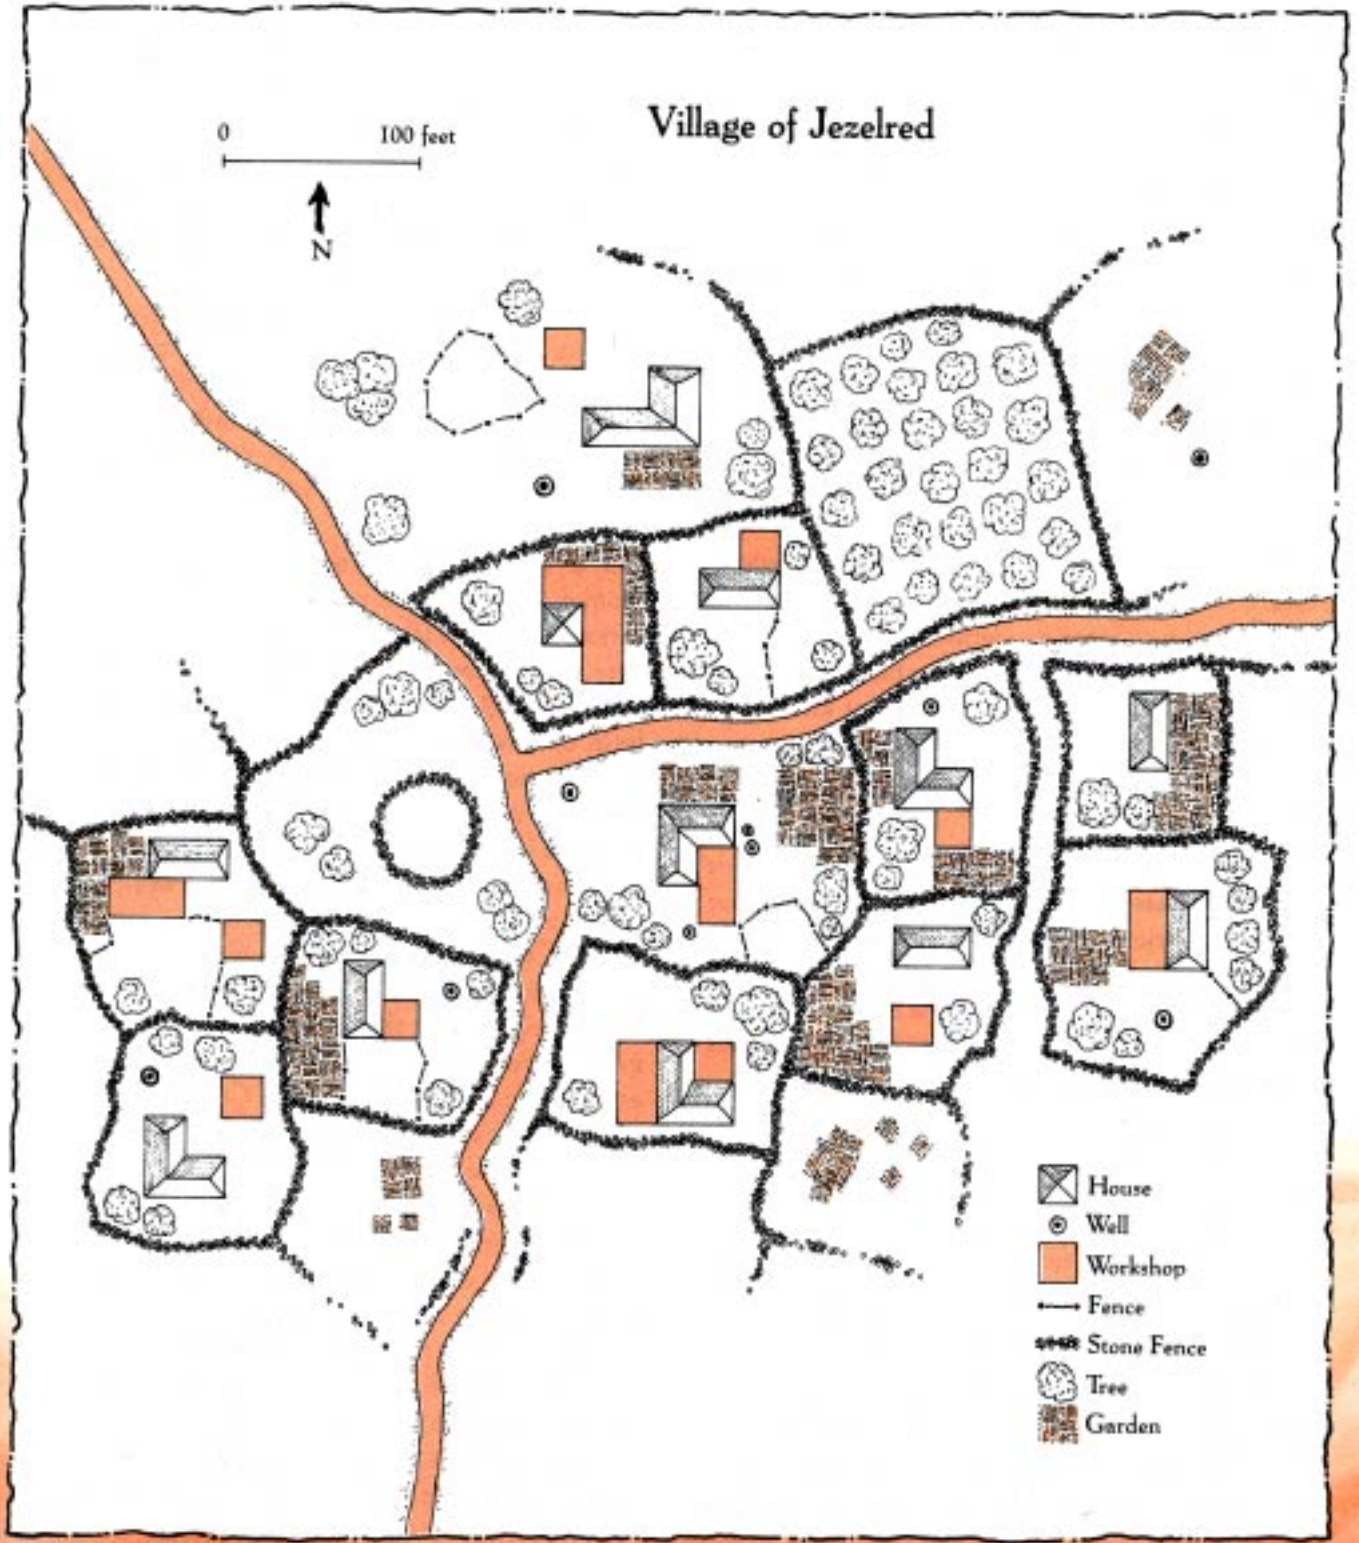 Village of Jezelred
0 100 feet
N
House
Well
Workshop
Fence
Stone Fence
Tree
Garden